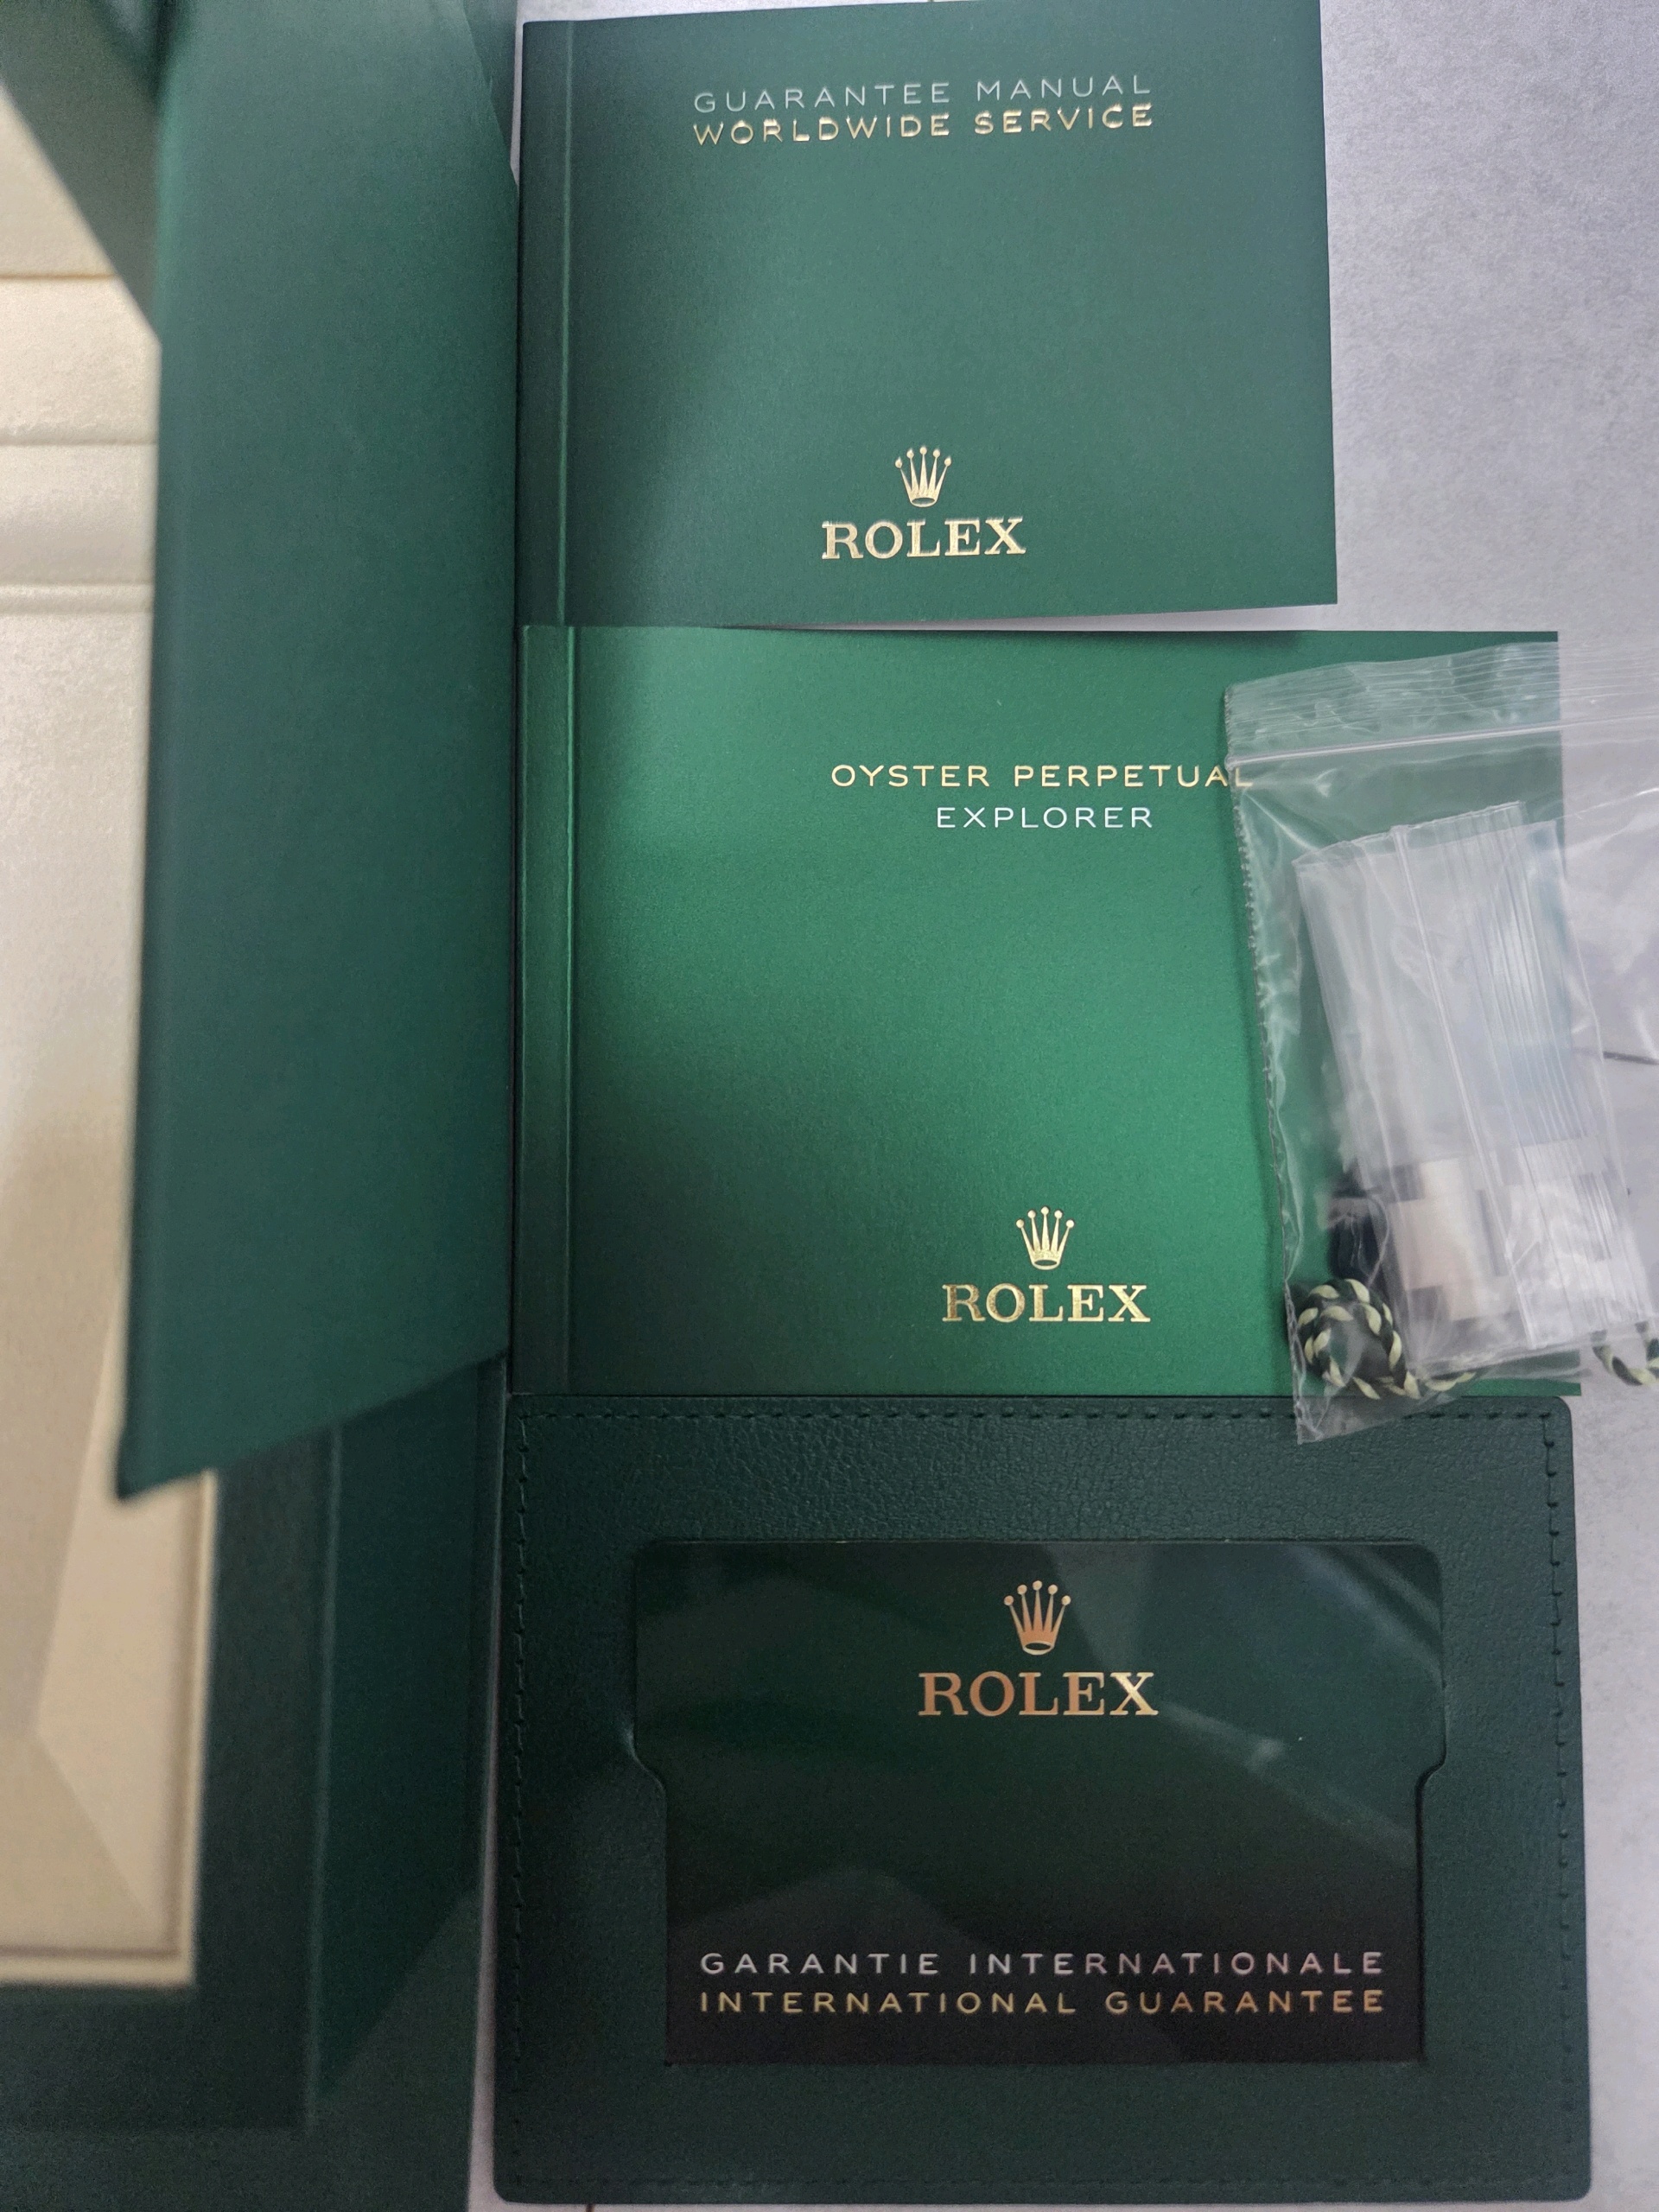 GUARANTEE MANUAL
WORLDWIDE SERVICE
ROLEX
OYSTER PERPETUAL
EXPLORER
ROLEX
ROLEX
GARANTIE INTERNATIONALE
INTERNATIONAL GUARANTEE